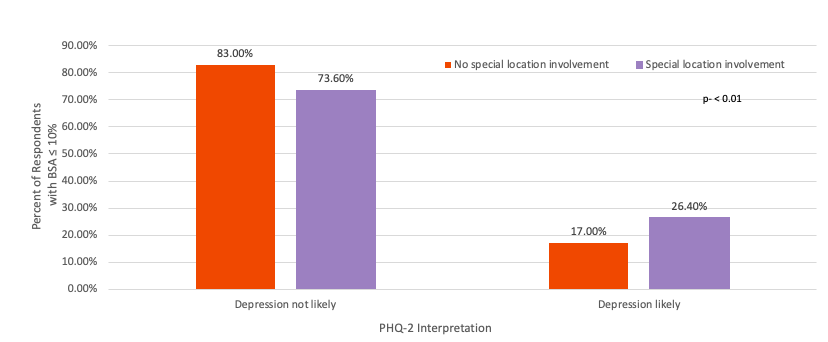 90.00%
80.00%
70.00%
60.00%
50.00%
40.00%
30.00%
20.00%
10.00%
0.00%
Percent of Respondents
with BSA ≤ 10%
83.00%
73.60%
17.00%
26.40%
No special location involvement
Special location involvement
p- < 0.01
Depression not likely
Depression likely
PHQ-2 Interpretation